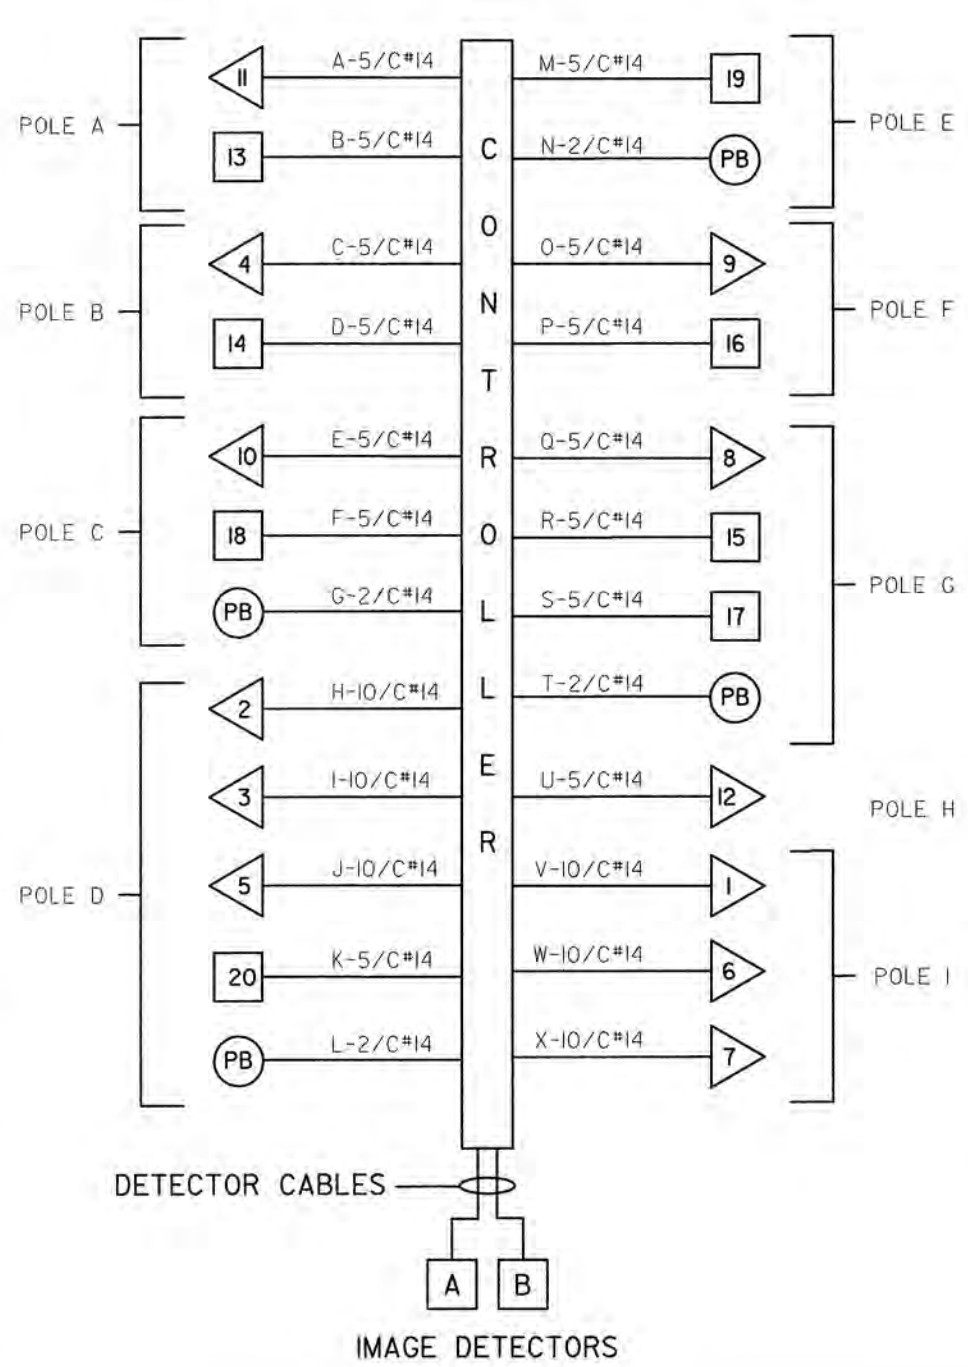 POLE A
11
A-5/C#14
13
B-5/C#14
POLE B
4
C-5/C#14
14
D-5/C#14
POLE C
10
E-5/C#14
18
F-5/C#14
PB
G-2/C#14
POLE D
2
H-10/C#14
3
I-10/C#14
5
J-10/C#14
20
K-5/C#14
PB
L-2/C#14
CONTROLLER
M-5/C#14
19
N-2/C#14
PB
POLE E
O-5/C#14
9
P-5/C#14
16
POLE F
Q-5/C#14
8
R-5/C#14
15
S-5/C#14
17
T-2/C#14
PB
POLE G
U-5/C#14
12
POLE H
V-10/C#14
1
W-10/C#14
6
X-10/C#14
7
POLE I
DETECTOR CABLES
A
B
IMAGE DETECTORS